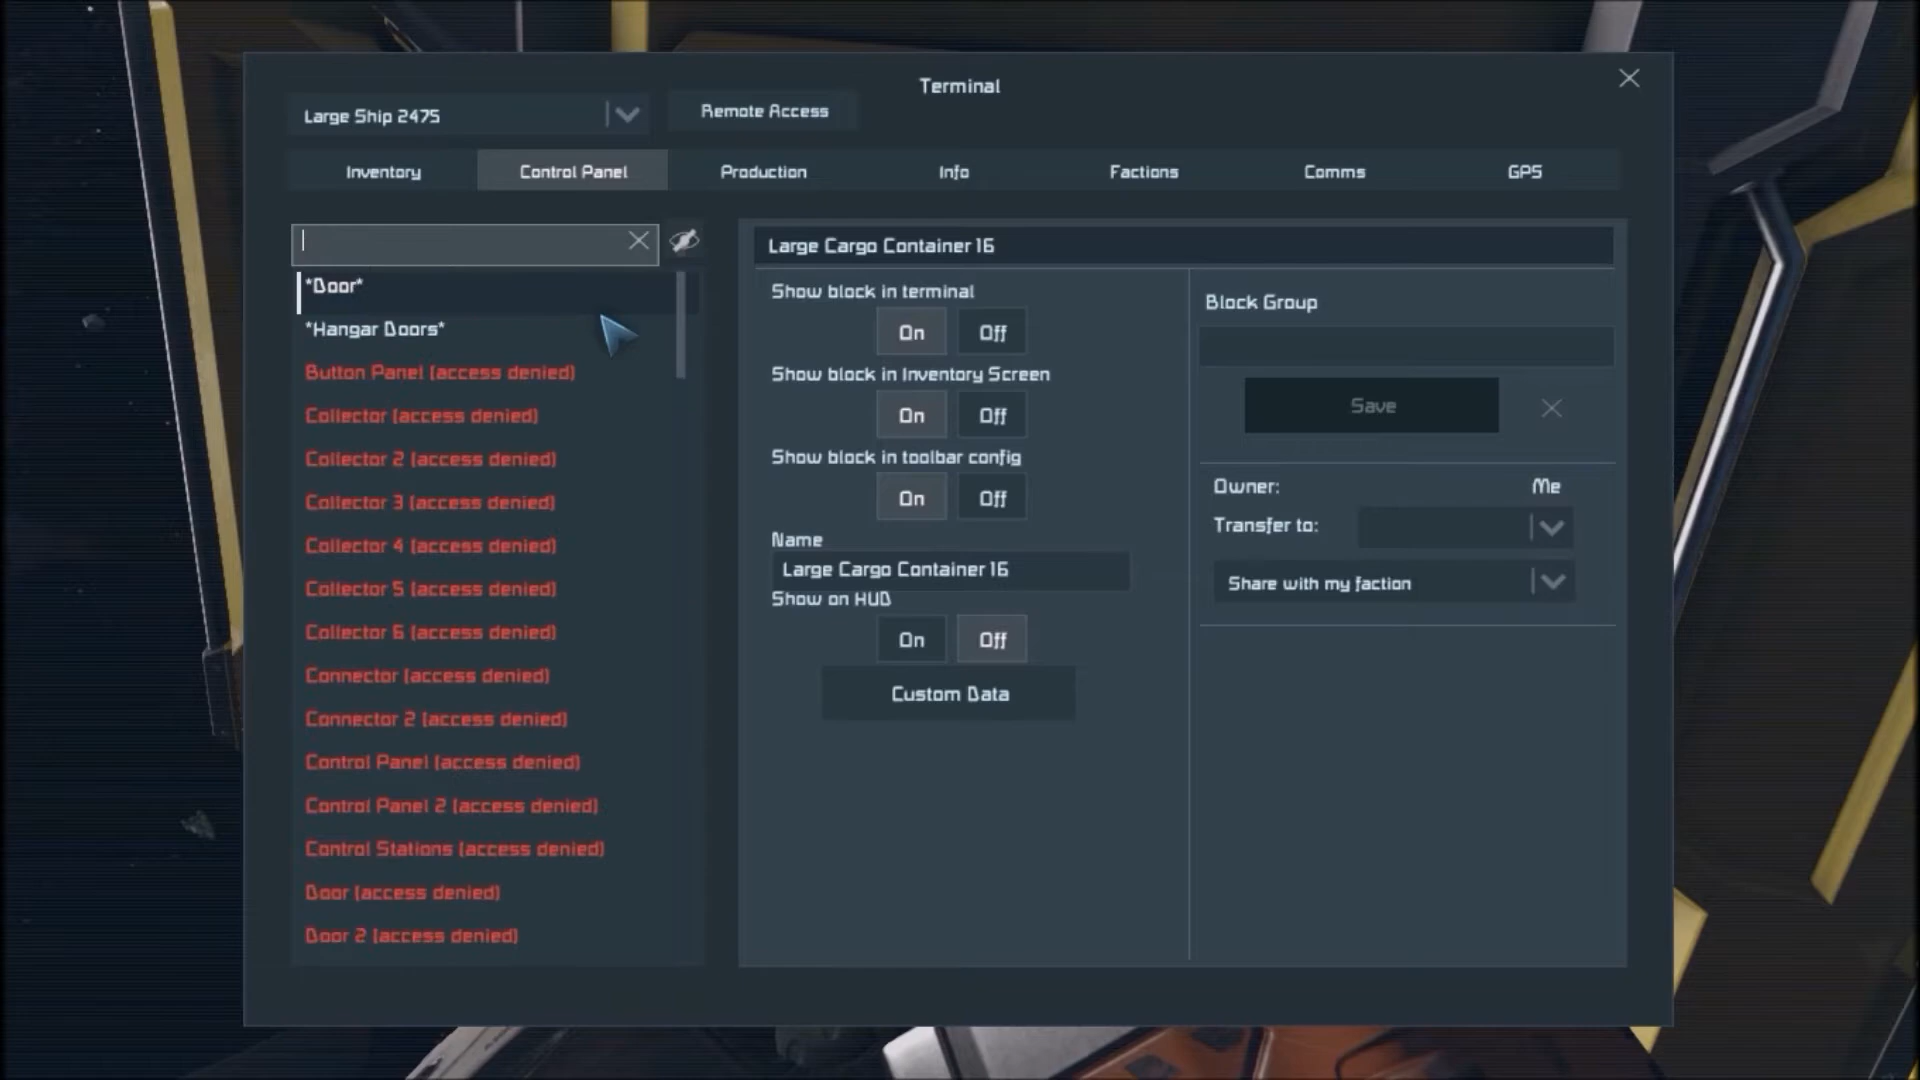 Terminal
Large Ship 2475
Remote Access
Inventory
Control Panel
Production
Info
Factions
Comms
GPS
*Door*
*Hangar Doors*
Button Panel (access denied)
Collector (access denied)
Collector 2 (access denied)
Collector 3 (access denied)
Collector 4 (access denied)
Collector 5 (access denied)
Collector 6 (access denied)
Connector (access denied)
Connector 2 (access denied)
Control Panel (access denied)
Control Panel 2 (access denied)
Control Stations (access denied)
Door (access denied)
Door 2 (access denied)
Large Cargo Container 16
Show block in terminal
On Off
Show block in Inventory Screen
On Off
Show block in toolbar config
On Off
Name
Large Cargo Container 16
Show on HUD
On Off
Custom Data
Block Group
Save
Owner: Me
Transfer to:
Share with my faction